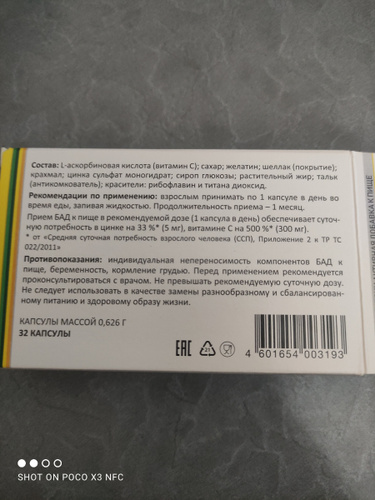 Состав: L-аскорбиновая кислота (витамин С); сахар; желатин; шеллак (покрытие);
крахмал; цинка сульфат моногидрат; сироп глюкозы; растительный жир; тальк
(антикомкователь); красители: рибофлавин и титана диоксид.
Рекомендации по применению: взрослым принимать по 1 капсуле в день во
время еды, запивая жидкостью. Продолжительность приема – 1 месяц.
Прием БАД к пище в рекомендуемой дозе (1 капсула в день) обеспечивает суточ-
ную потребность в цинке на 33 %* (5 мг), витамине С на 500 %* (300 мг).
* от «Средняя суточная потребность взрослого человека (ССП), Приложение 2 к ТР ТС
022/2011»
Противопоказания: индивидуальная непереносимость компонентов БАД к
пище, беременность, кормление грудью. Перед применением рекомендуется
проконсультироваться с врачом. Не превышать рекомендуемую суточную дозу.
Не следует использовать в качестве замены разнообразному и сбалансирован-
ному питанию и здоровому образу жизни.
КАПСУЛЫ МАССОЙ 0,626 Г
32 КАПСУЛЫ
EAC
21
4 601654 003193
SHOT ON POCO X3 NFC